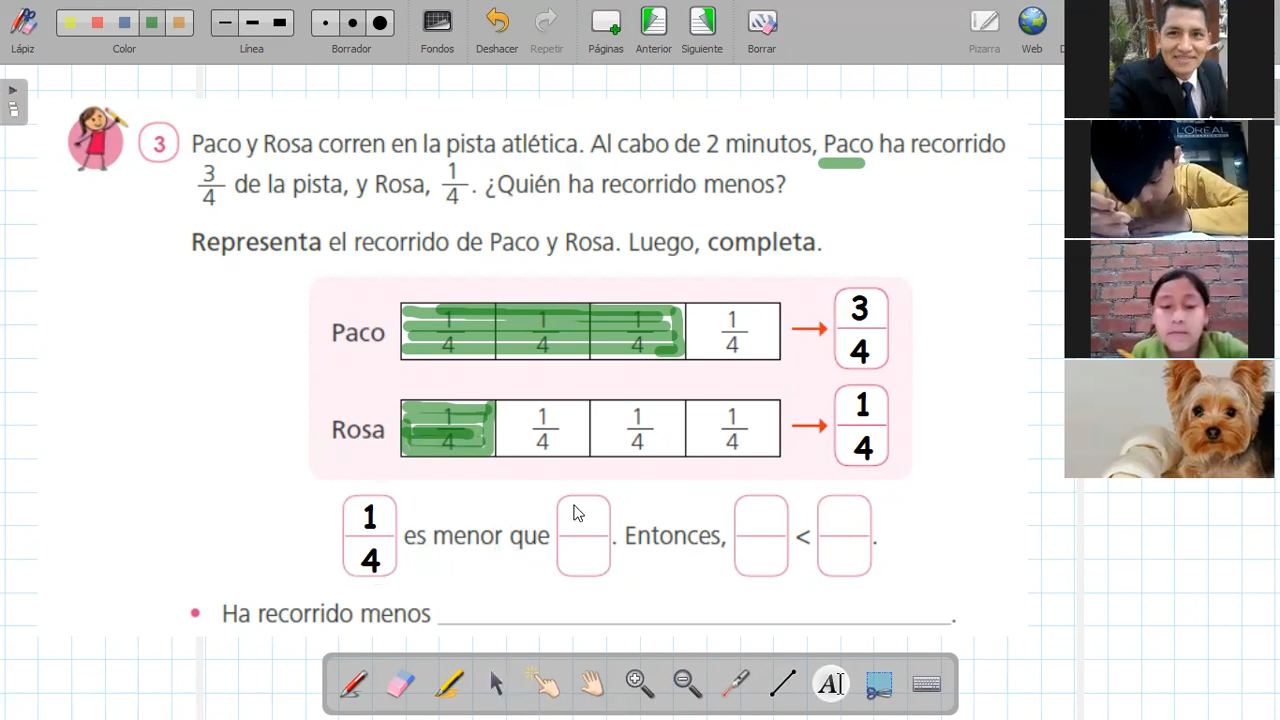 Lápiz Color Línea Borrador Fondos Deshacer Repetir Páginas Anterior Siguiente Borrar Pizarra Web
L'ORÉAL
PROFESSIONNEL
3 Paco y Rosa corren en la pista atlética. Al cabo de 2 minutos, Paco ha recorrido
3/4 de la pista, y Rosa, 1/4. ¿Quién ha recorrido menos?
Representa el recorrido de Paco y Rosa. Luego, completa.
Paco 1/4 1/4 1/4 1/4 → 3/4
Rosa 1/4 1/4 1/4 1/4 → 1/4
1/4 es menor que . Entonces, < .
• Ha recorrido menos ______.
AI